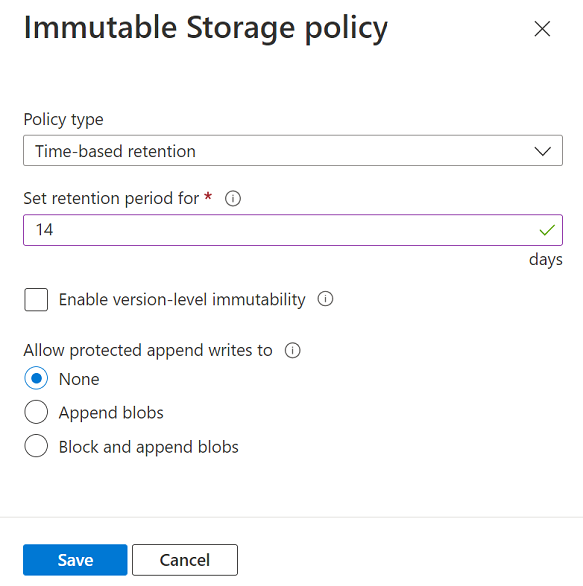 Immutable Storage policy
Policy type
Time-based retention
Set retention period for *
14
days
Enable version-level immutability
Allow protected append writes to
None
Append blobs
Block and append blobs
Save Cancel